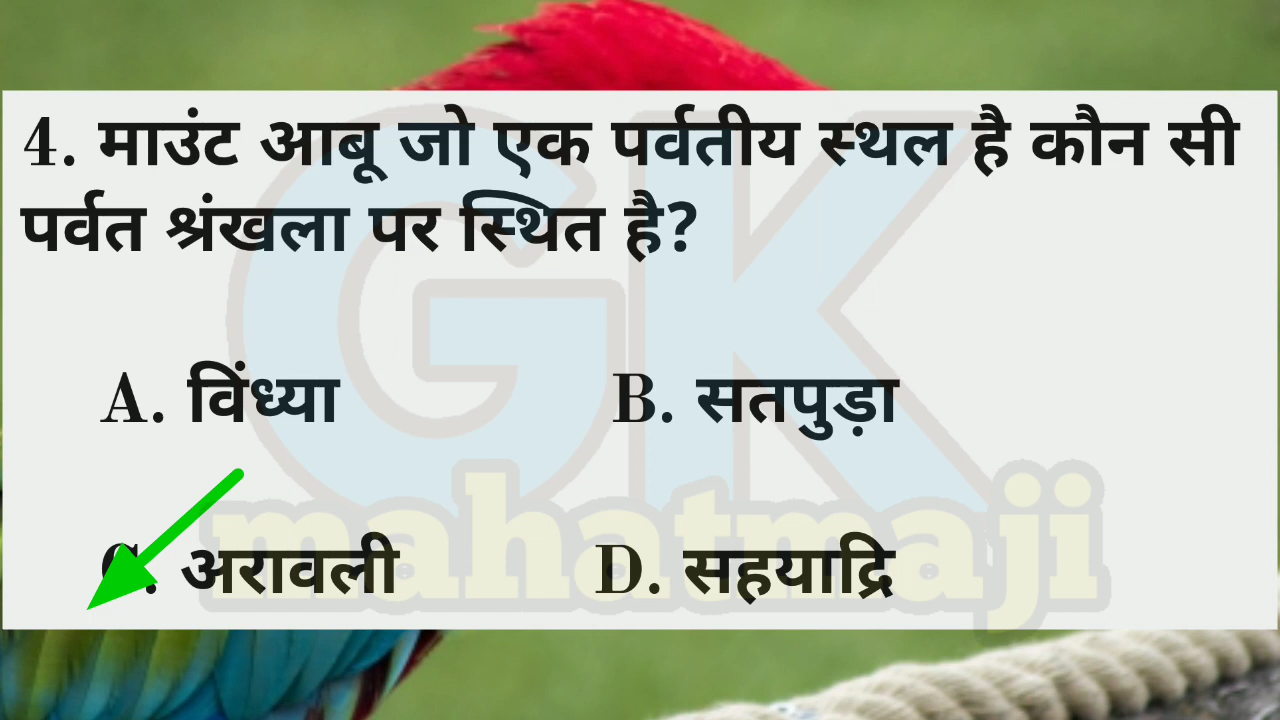 4. माउंट आबू जो एक पर्वतीय स्थल है कौन सी
पर्वत श्रंखला पर स्थित है?
A. विंध्या B. सतपुड़ा
C. अरावली D. सहयाद्रि
GK
mahatmaji